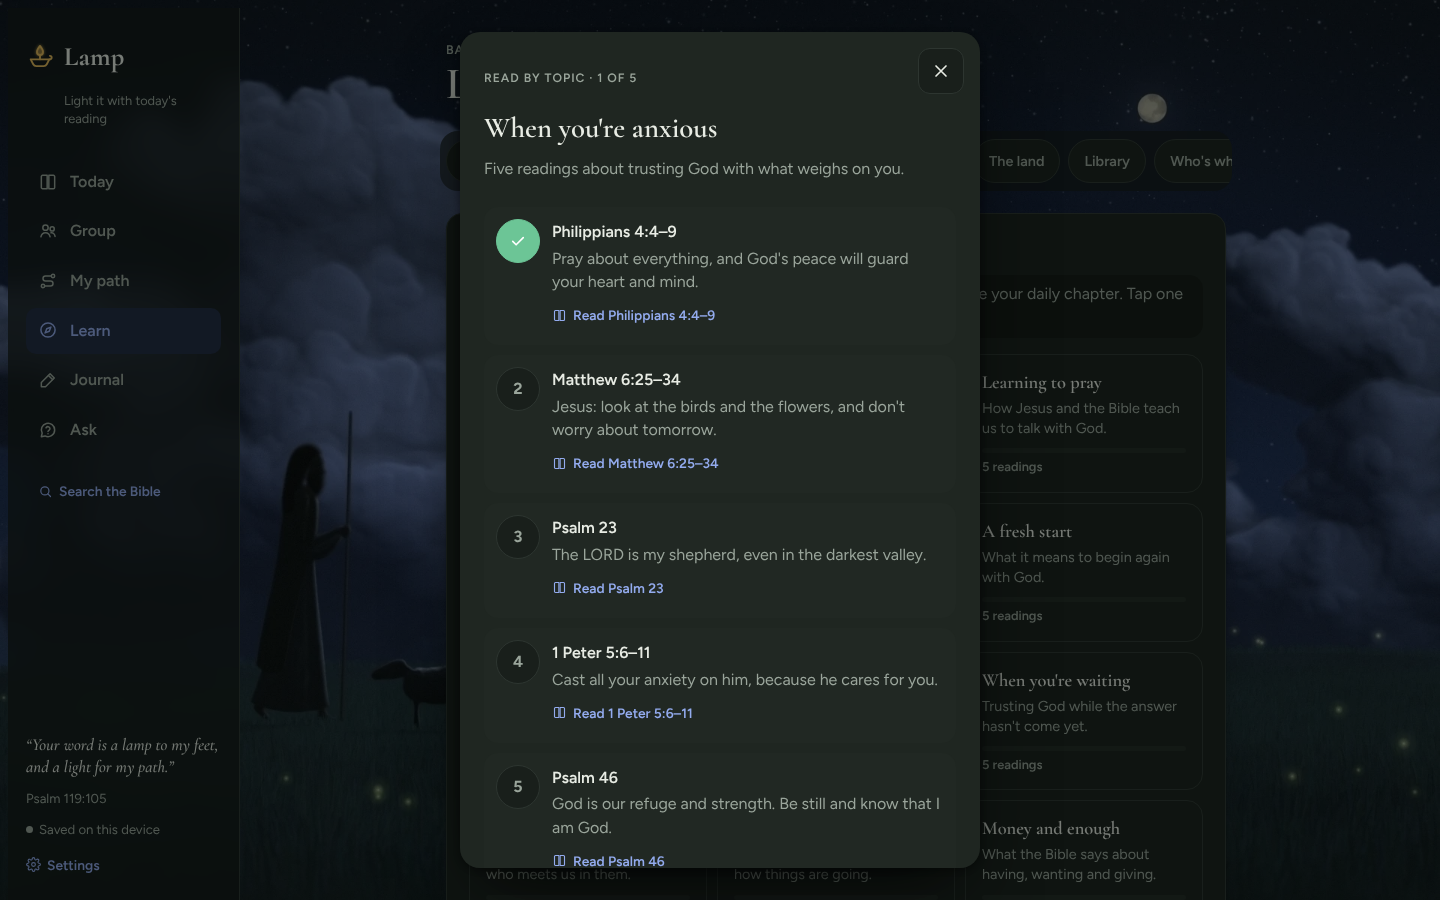 Lamp
Light it with today's
reading
Today
Group
My path
Learn
Journal
Ask
Search the Bible
“Your word is a lamp to my feet,
and a light for my path.”
Psalm 119:105
Saved on this device
Settings
READ BY TOPIC · 1 OF 5
When you're anxious
Five readings about trusting God with what weighs on you.
Philippians 4:4–9
Pray about everything, and God's peace will guard
your heart and mind.
Read Philippians 4:4–9
2
Matthew 6:25–34
Jesus: look at the birds and the flowers, and don't
worry about tomorrow.
Read Matthew 6:25–34
3
Psalm 23
The LORD is my shepherd, even in the darkest valley.
Read Psalm 23
4
1 Peter 5:6–11
Cast all your anxiety on him, because he cares for you.
Read 1 Peter 5:6–11
5
Psalm 46
God is our refuge and strength. Be still and know that I
am God.
Read Psalm 46
who meets us in them.
how things are going.
The land
Library
Who's wh
e your daily chapter. Tap one
Learning to pray
How Jesus and the Bible teach
us to talk with God.
5 readings
A fresh start
What it means to begin again
with God.
5 readings
When you're waiting
Trusting God while the answer
hasn't come yet.
5 readings
Money and enough
What the Bible says about
having, wanting and giving.